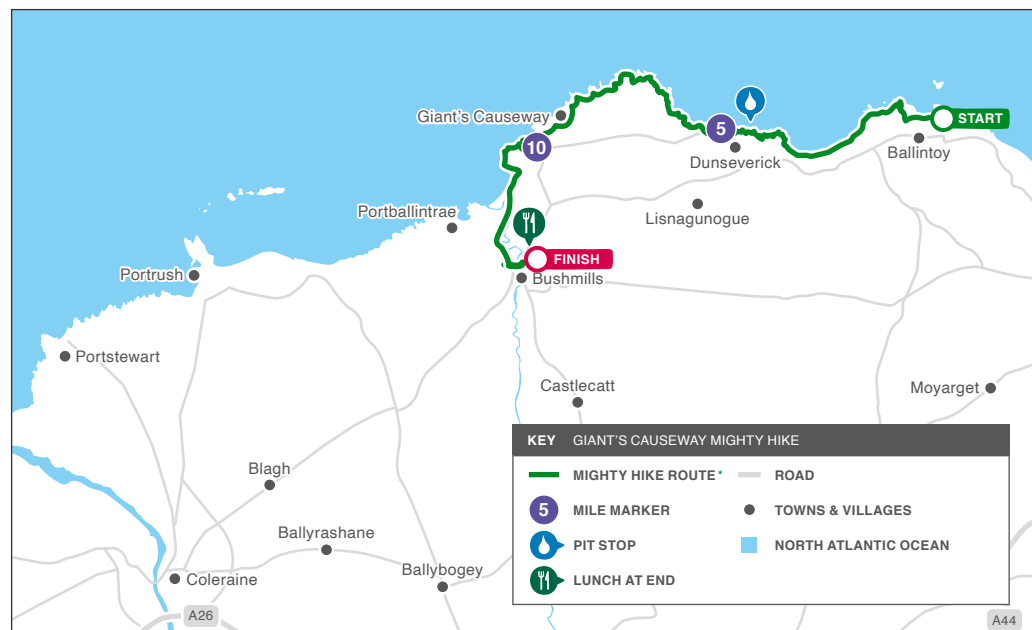 START
Giant's Causeway
5
10
Ballintoy
Dunseverick
Lisnagunogue
Portballintrae
FINISH
Portrush
Bushmills
Portstewart
Castlecatt
Moyarget
KEY GIANT'S CAUSEWAY MIGHTY HIKE
MIGHTY HIKE ROUTE*
ROAD
5 MILE MARKER
TOWNS & VILLAGES
PIT STOP
NORTH ATLANTIC OCEAN
LUNCH AT END
Blagh
Ballyrashane
Ballybogey
Coleraine
A26
A44